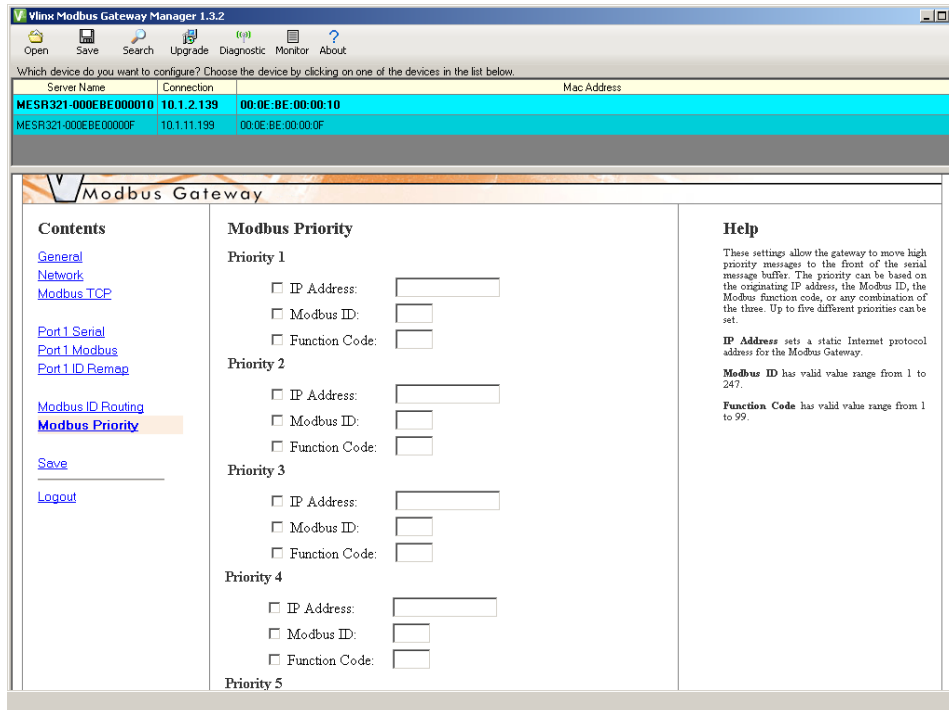 Vlinx Modbus Gateway Manager 1.3.2
Open Save Search Upgrade Diagnostic Monitor About
Which device do you want to configure? Choose the device by clicking on one of the devices in the list below.
Server Name Connection Mac Address
MESR321-000EBE000010 10.1.2.139 00:0E:BE:00:00:10
MESR321-000EBE00000F 10.1.11.199 00:0E:BE:00:00:0F
Modbus Gateway
Contents
General
Network
Modbus TCP
Port 1 Serial
Port 1 Modbus
Port 1 ID Remap
Modbus ID Routing
Modbus Priority
Save
Logout
Modbus Priority
Priority 1
IP Address:
Modbus ID:
Function Code:
Priority 2
IP Address:
Modbus ID:
Function Code:
Priority 3
IP Address:
Modbus ID:
Function Code:
Priority 4
IP Address:
Modbus ID:
Function Code:
Priority 5
Help
These settings allow the gateway to move high
priority messages to the front of the serial
message buffer. The priority can be based on
the originating IP address, the Modbus ID, the
Modbus function code, or any combination of
the three. Up to five different priorities can be
set.
IP Address sets a static Internet protocol
address for the Modbus Gateway.
Modbus ID has valid value range from 1 to
247.
Function Code has valid value range from 1
to 99.